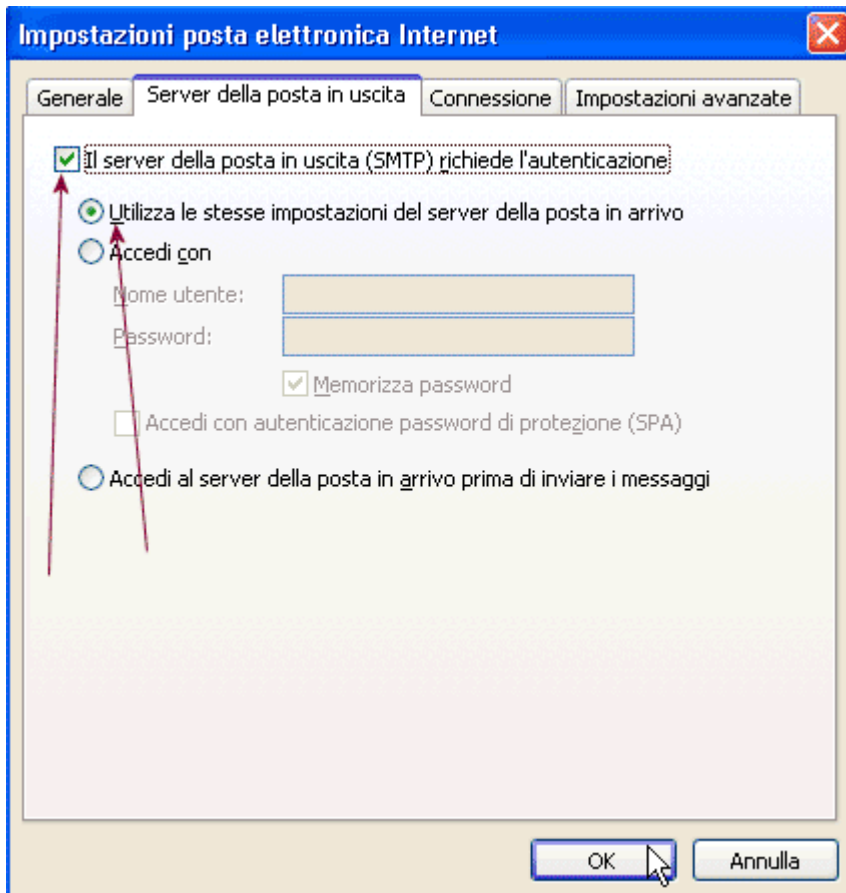 Impostazioni posta elettronica Internet
Generale Server della posta in uscita Connessione Impostazioni avanzate
Il server della posta in uscita (SMTP) richiede l'autenticazione
Utilizza le stesse impostazioni del server della posta in arrivo
Accedi con
Nome utente:
Password:
Memorizza password
Accedi con autenticazione password di protezione (SPA)
Accedi al server della posta in arrivo prima di inviare i messaggi
OK Annulla